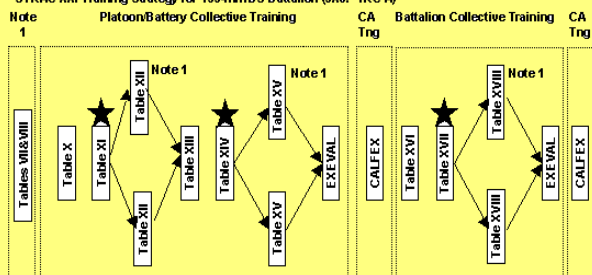 Note
1
Platoon/Battery Collective Training
CA
Tng
Battalion Collective Training
CA
Tng
Tables VII&VIII
Table X
Table XI
Table XII
Note 1
Table XII
Table XIII
Table XIV
Table XV
Note 1
Table XV
EXEVAL
CALFEX
Table XVI
Table XVII
Table XVIII
Note 1
Table XVIII
EXEVAL
CALFEX